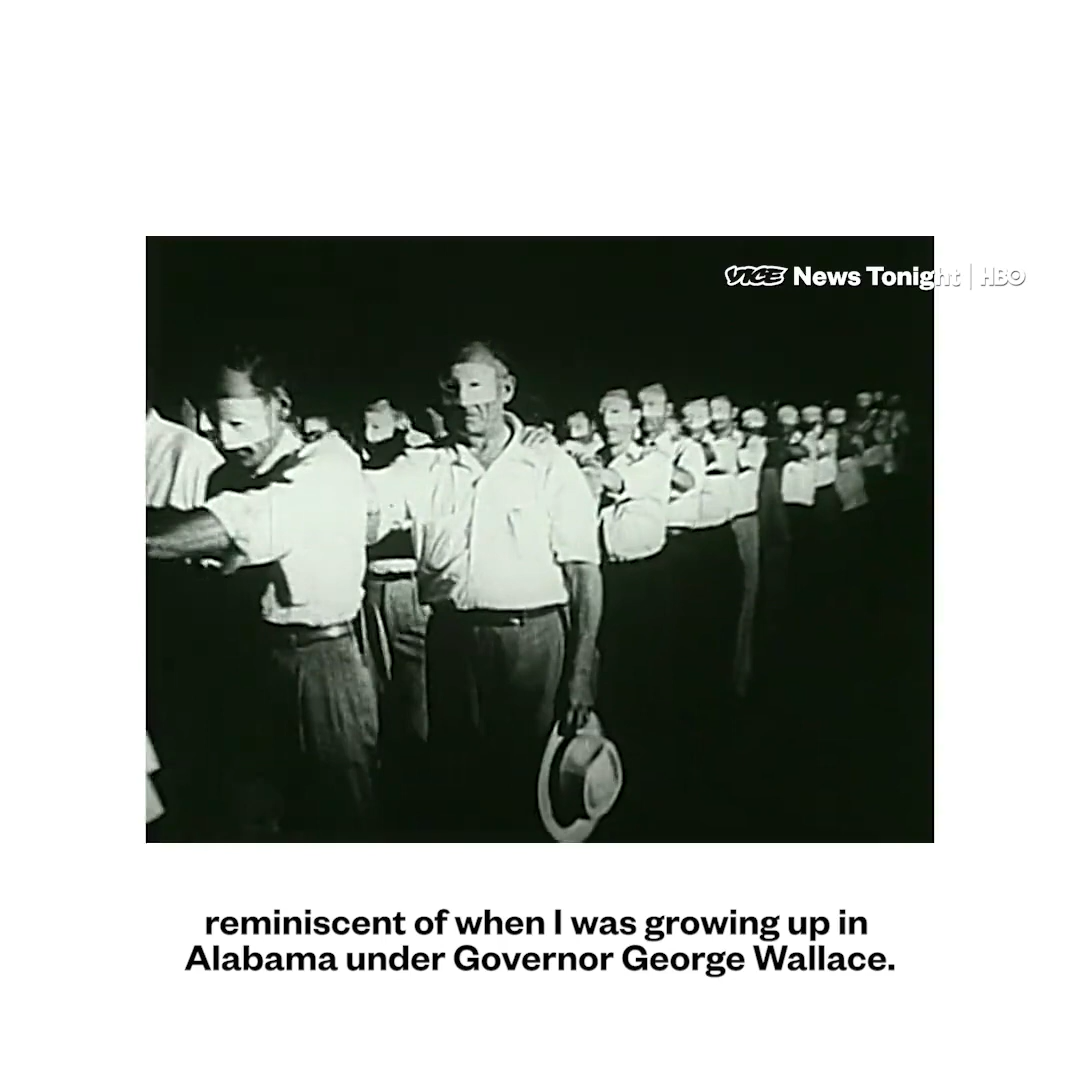 VICE News Tonight | HBO
reminiscent of when I was growing up in
Alabama under Governor George Wallace.